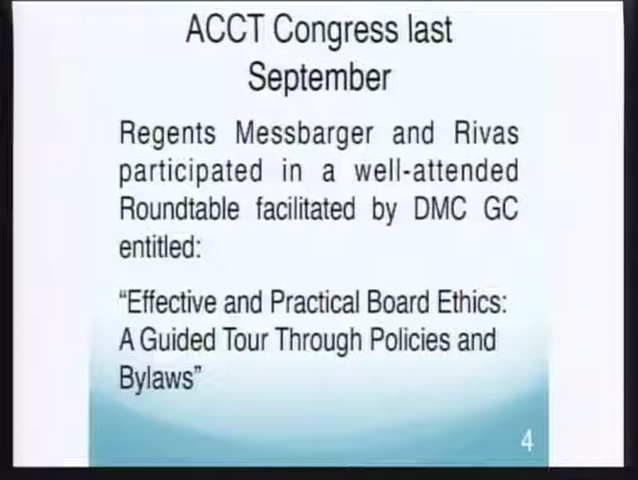 ACCT Congress last
September
Regents Messbarger and Rivas
participated in a well-attended
Roundtable facilitated by DMC GC
entitled:
“Effective and Practical Board Ethics:
A Guided Tour Through Policies and
Bylaws”
4